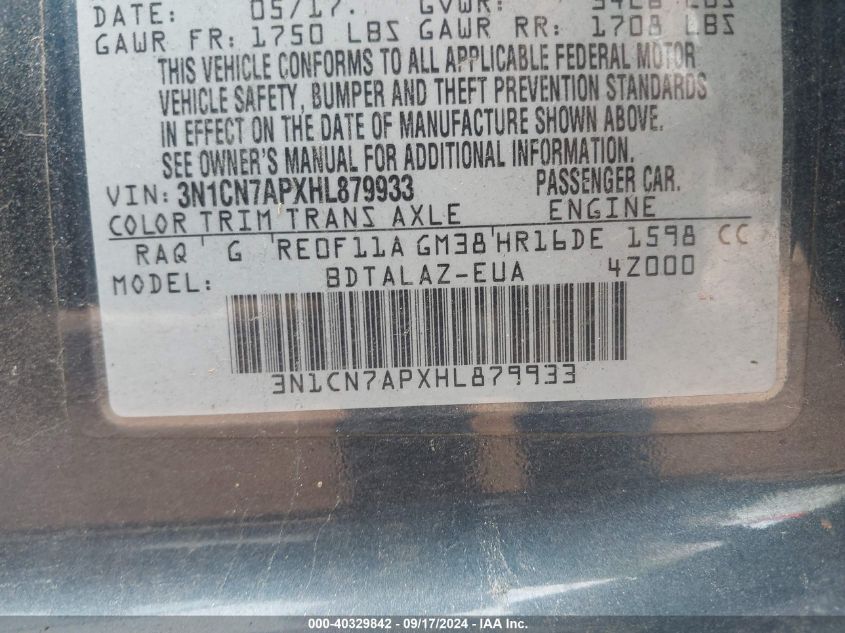 DATE: 05/17. GVWR: LBS
GAWR FR: 1750 LBS GAWR RR: 1708 LBS
THIS VEHICLE CONFORMS TO ALL APPLICABLE FEDERAL MOTOR
VEHICLE SAFETY, BUMPER AND THEFT PREVENTION STANDARDS
IN EFFECT ON THE DATE OF MANUFACTURE SHOWN ABOVE.
SEE OWNER'S MANUAL FOR ADDITIONAL INFORMATION
VIN: 3N1CN7APXHL879933 PASSENGER CAR.
COLOR TRIM TRANS AXLE ENGINE
RAQ G RE0F11A GM38 HR16DE 1598 CC
MODEL: BDTALAZ-EUA 4Z000
3N1CN7APXHL879933
000-40329842 - 09/17/2024 - IAA Inc.